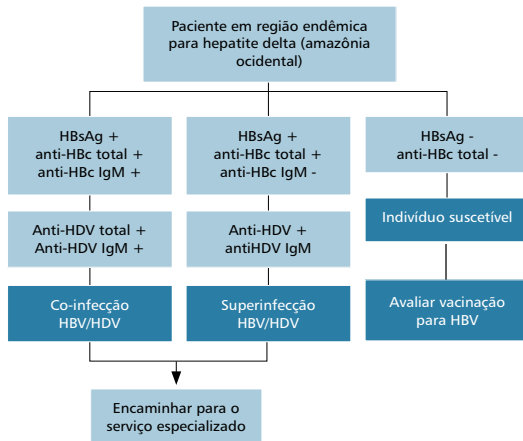 Paciente em região endêmica
para hepatite delta (amazônia
ocidental)
HBsAg +
anti-HBc total +
anti-HBc IgM +
HBsAg +
anti-HBc total +
anti-HBc IgM -
HBsAg -
anti-HBc total -
Anti-HDV total +
Anti-HDV IgM +
Anti-HDV +
antiHDV IgM
Indivíduo suscetível
Co-infecção
HBV/HDV
Superinfecção
HBV/HDV
Avaliar vacinação
para HBV
Encaminhar para o
serviço especializado